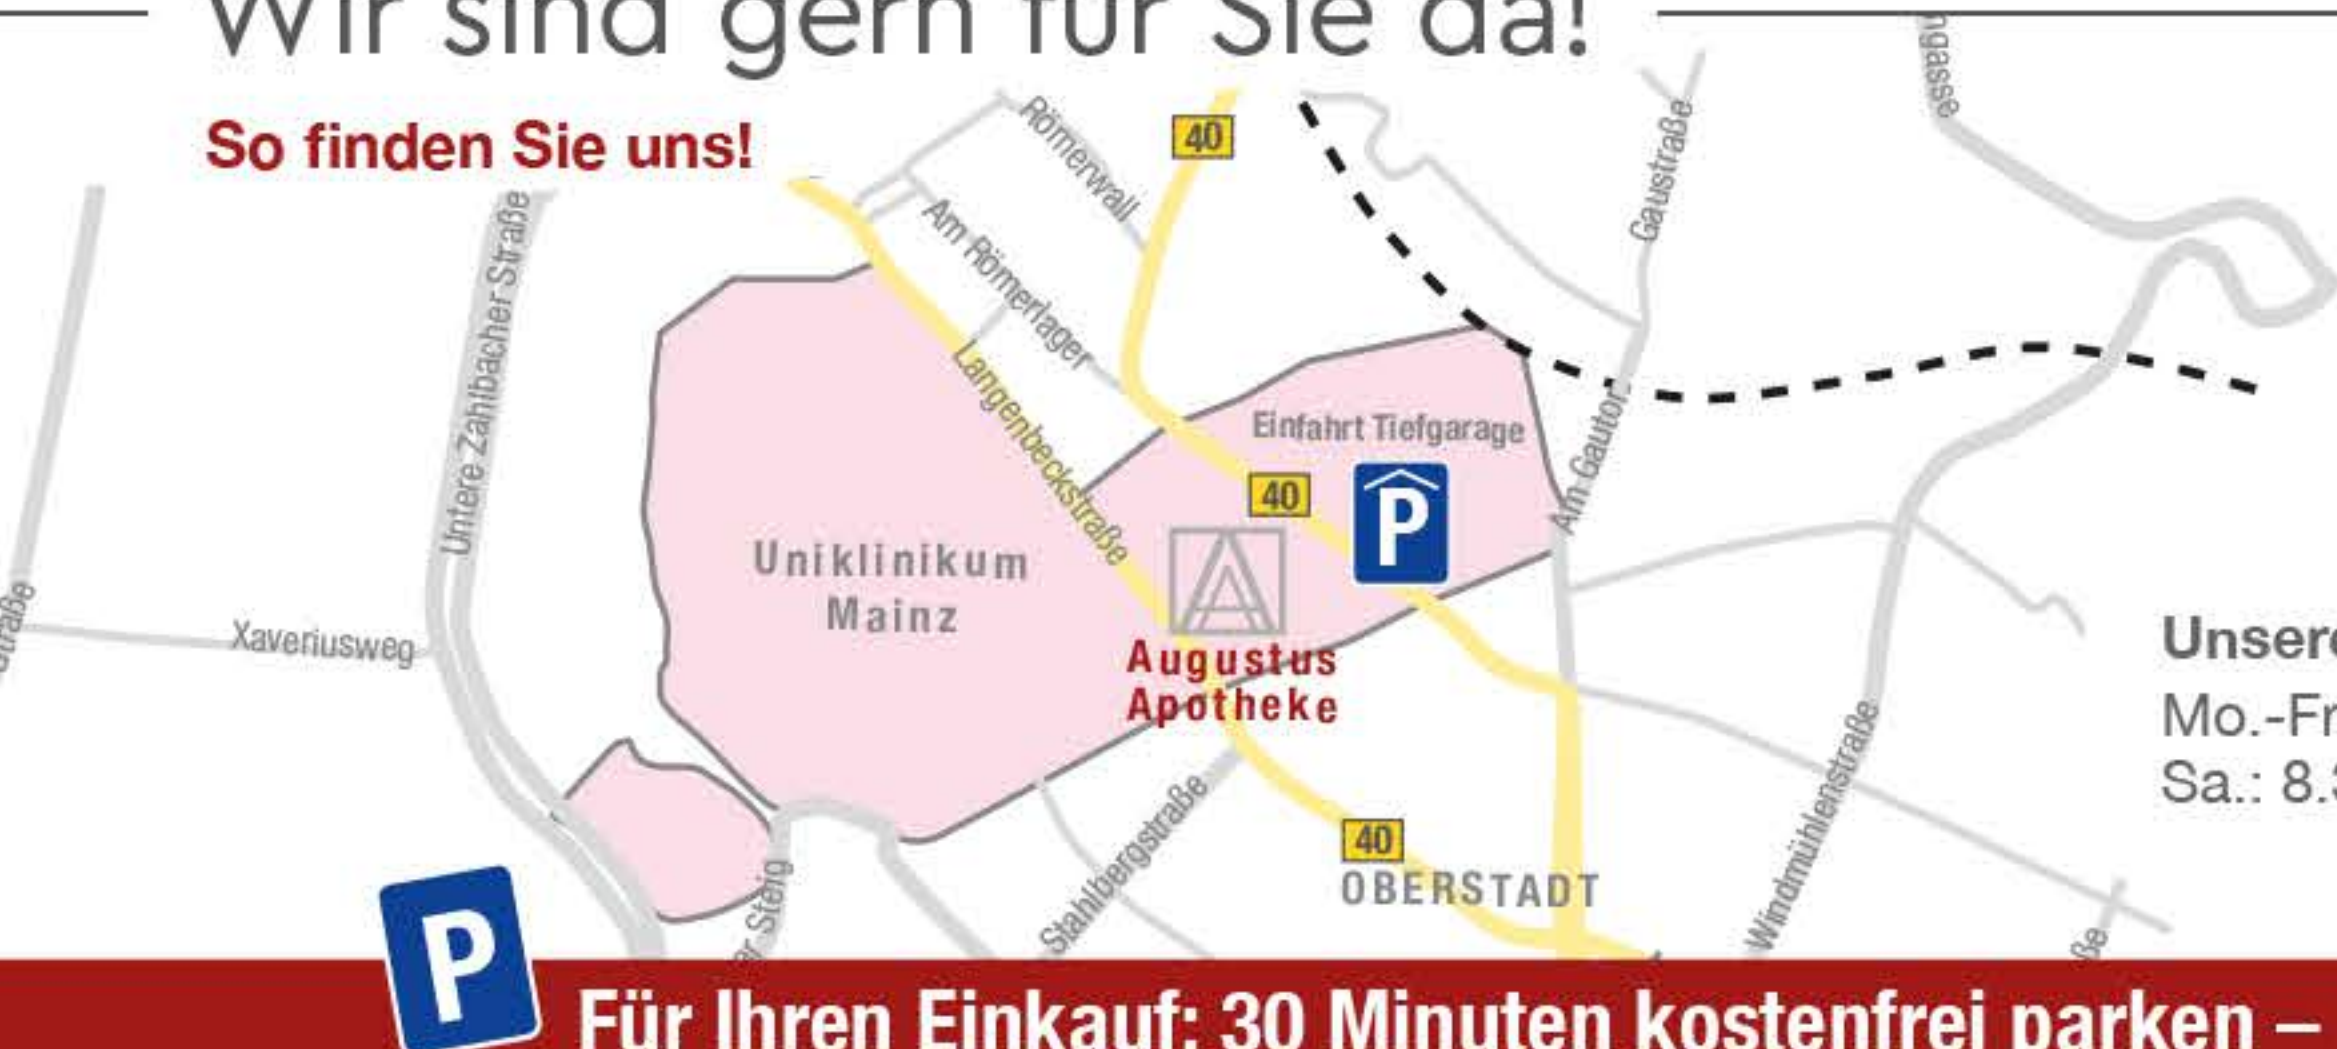 Wir sind gern für Sie da!
So finden Sie uns!
Römerwall
40
Gaustraße
Am Römerlager
Untere Zahlbacher Straße
Langenbeckstraße
Einfahrt Tiefgarage
Am Gautor
40
P
Uniklinikum
Mainz
Xaveriusweg
Augustus
Apotheke
Mo.-Fr
Sa.: 8.
Stahlbergstraße
Windmühlenstraße
40
OBERSTADT
Steig
P
Für Ihren Einkauf: 30 Minuten kostenfrei parken –